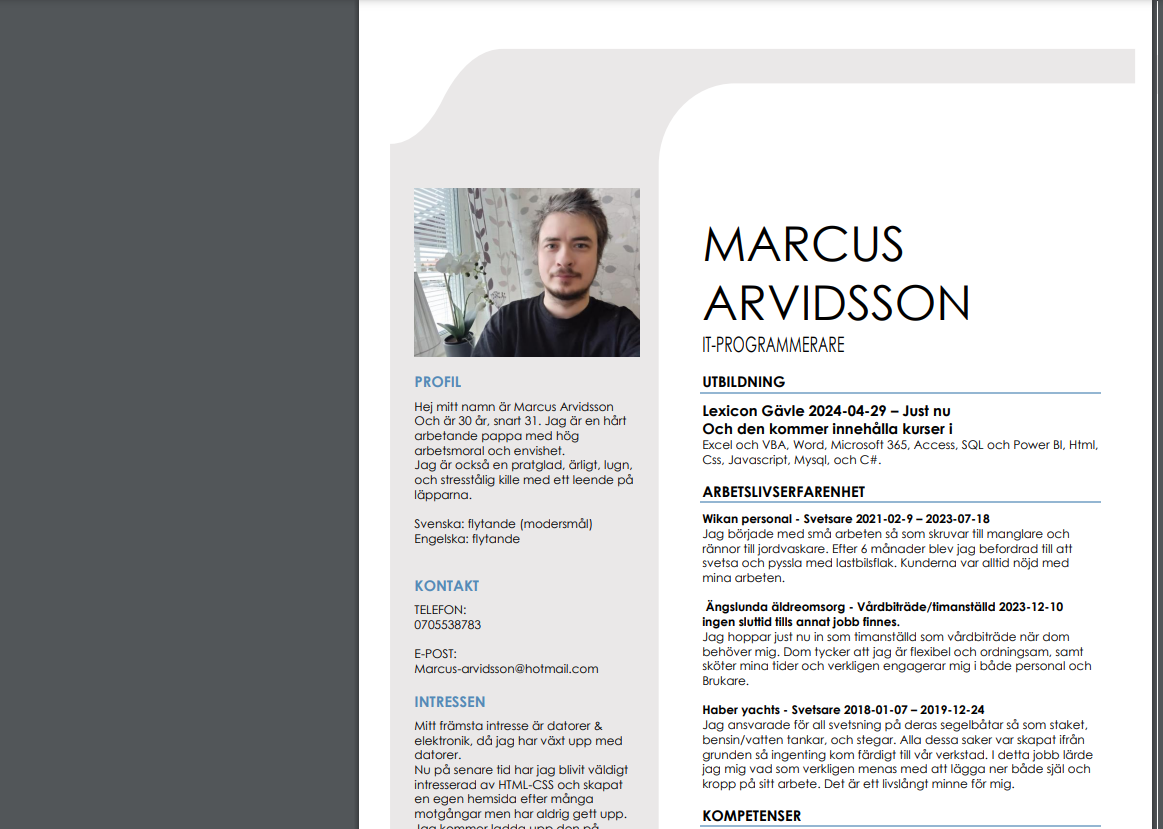 PROFIL
Hej mitt namn är Marcus Arvidsson
Och är 30 år, snart 31. Jag är en hårt
arbetande pappa med hög
arbetsmoral och envishet.
Jag är också en pratglad, ärligt, lugn,
och stresstålig kille med ett leende på
läpparna.
Svenska: flytande (modersmål)
Engelska: flytande
KONTAKT
TELEFON:
0705538783
E-POST:
Marcus-arvidsson@hotmail.com
INTRESSEN
Mitt främsta intresse är datorer &
elektronik, då jag har växt upp med
datorer.
Nu på senare tid har jag blivit väldigt
intresserad av HTML-CSS och skapat
en egen hemsida efter många
motgångar men har aldrig gett upp.
Jag kommer ladda upp den på
MARCUS
ARVIDSSON
IT-PROGRAMMERARE
UTBILDNING
Lexicon Gävle 2024-04-29 – Just nu
Och den kommer innehålla kurser i
Excel och VBA, Word, Microsoft 365, Access, SQL och Power BI, Html,
Css, Javascript, Mysql, och C#.
ARBETSLIVSERFARENHET
Wikan personal - Svetsare 2021-02-9 – 2023-07-18
Jag började med små arbeten så som skruvar till manglare och
rännor till jordvaskare. Efter 6 månader blev jag befordrad till att
svetsa och pyssla med lastbilsflak. Kunderna var alltid nöjd med
mina arbeten.
Ängslunda äldreomsorg - Vårdbiträde/timanställd 2023-12-10
ingen sluttid tills annat jobb finnes.
Jag hoppar just nu in som timanställd som vårdbiträde när dom
behöver mig. Dom tycker att jag är flexibel och ordningsam, samt
sköter mina tider och verkligen engagerar mig i både personal och
Brukare.
Haber yachts - Svetsare 2018-01-07 – 2019-12-24
Jag ansvarade för all svetsning på deras segelbåtar så som staket,
bensin/vatten tankar, och stegar. Alla dessa saker var skapat ifrån
grunden så ingenting kom färdigt till vår verkstad. I detta jobb lärde
jag mig vad som verkligen menas med att lägga ner både själ och
kropp på sitt arbete. Det är ett livslångt minne för mig.
KOMPETENSER